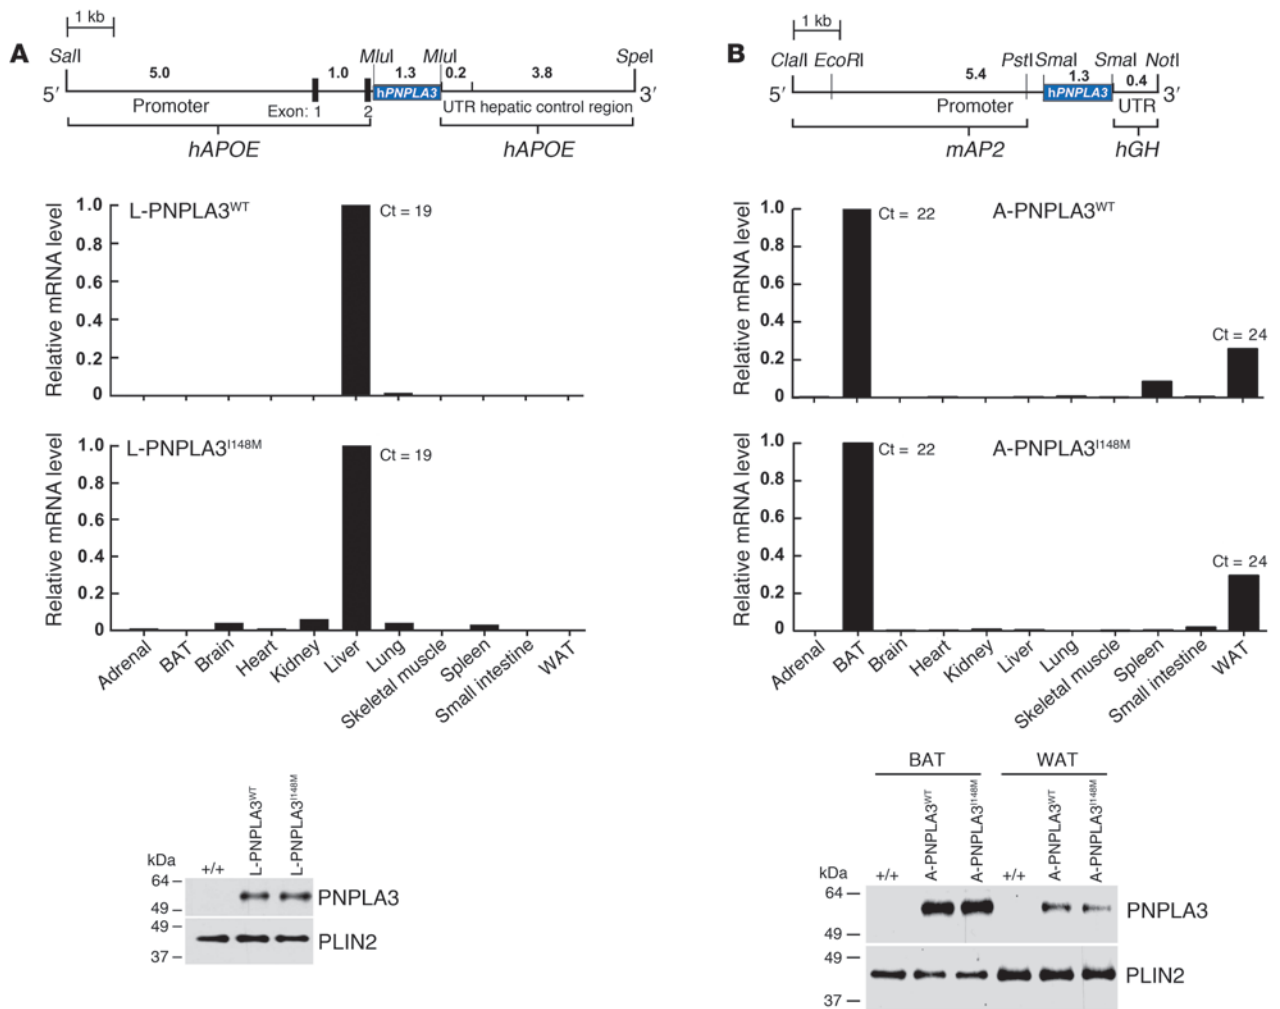 A
1 kb
SalI
MluI
MluI
SpeI
5.0
1.0
1.3
0.2
3.8
5′
hPNPLA3
3′
Promoter
Exon: 1
2
UTR hepatic control region
hAPOE
hAPOE
B
1 kb
ClaI EcoRI
PstI SmaI
SmaI NotI
5.4
1.3
0.4
5′
hPNPLA3
3′
Promoter
UTR
mAP2
hGH
Relative mRNA level
1.0
0.8
0.6
0.4
0.2
0
L-PNPLA3WT
Ct = 19
Relative mRNA level
1.0
0.8
0.6
0.4
0.2
0
L-PNPLA3I148M
Ct = 19
Adrenal
BAT
Brain
Heart
Kidney
Liver
Lung
Skeletal muscle
Spleen
Small intestine
WAT
Relative mRNA level
1.0
0.8
0.6
0.4
0.2
0
Ct = 22
A-PNPLA3WT
Ct = 24
Relative mRNA level
1.0
0.8
0.6
0.4
0.2
0
Ct = 22
A-PNPLA3I148M
Ct = 24
Adrenal
BAT
Brain
Heart
Kidney
Liver
Lung
Skeletal muscle
Spleen
Small intestine
WAT
kDa
+/+
L-PNPLA3WT
L-PNPLA3I148M
64
49
PNPLA3
49
37
PLIN2
BAT
WAT
kDa
+/+
A-PNPLA3WT
A-PNPLA3I148M
+/+
A-PNPLA3WT
A-PNPLA3I148M
64
49
PNPLA3
49
37
PLIN2